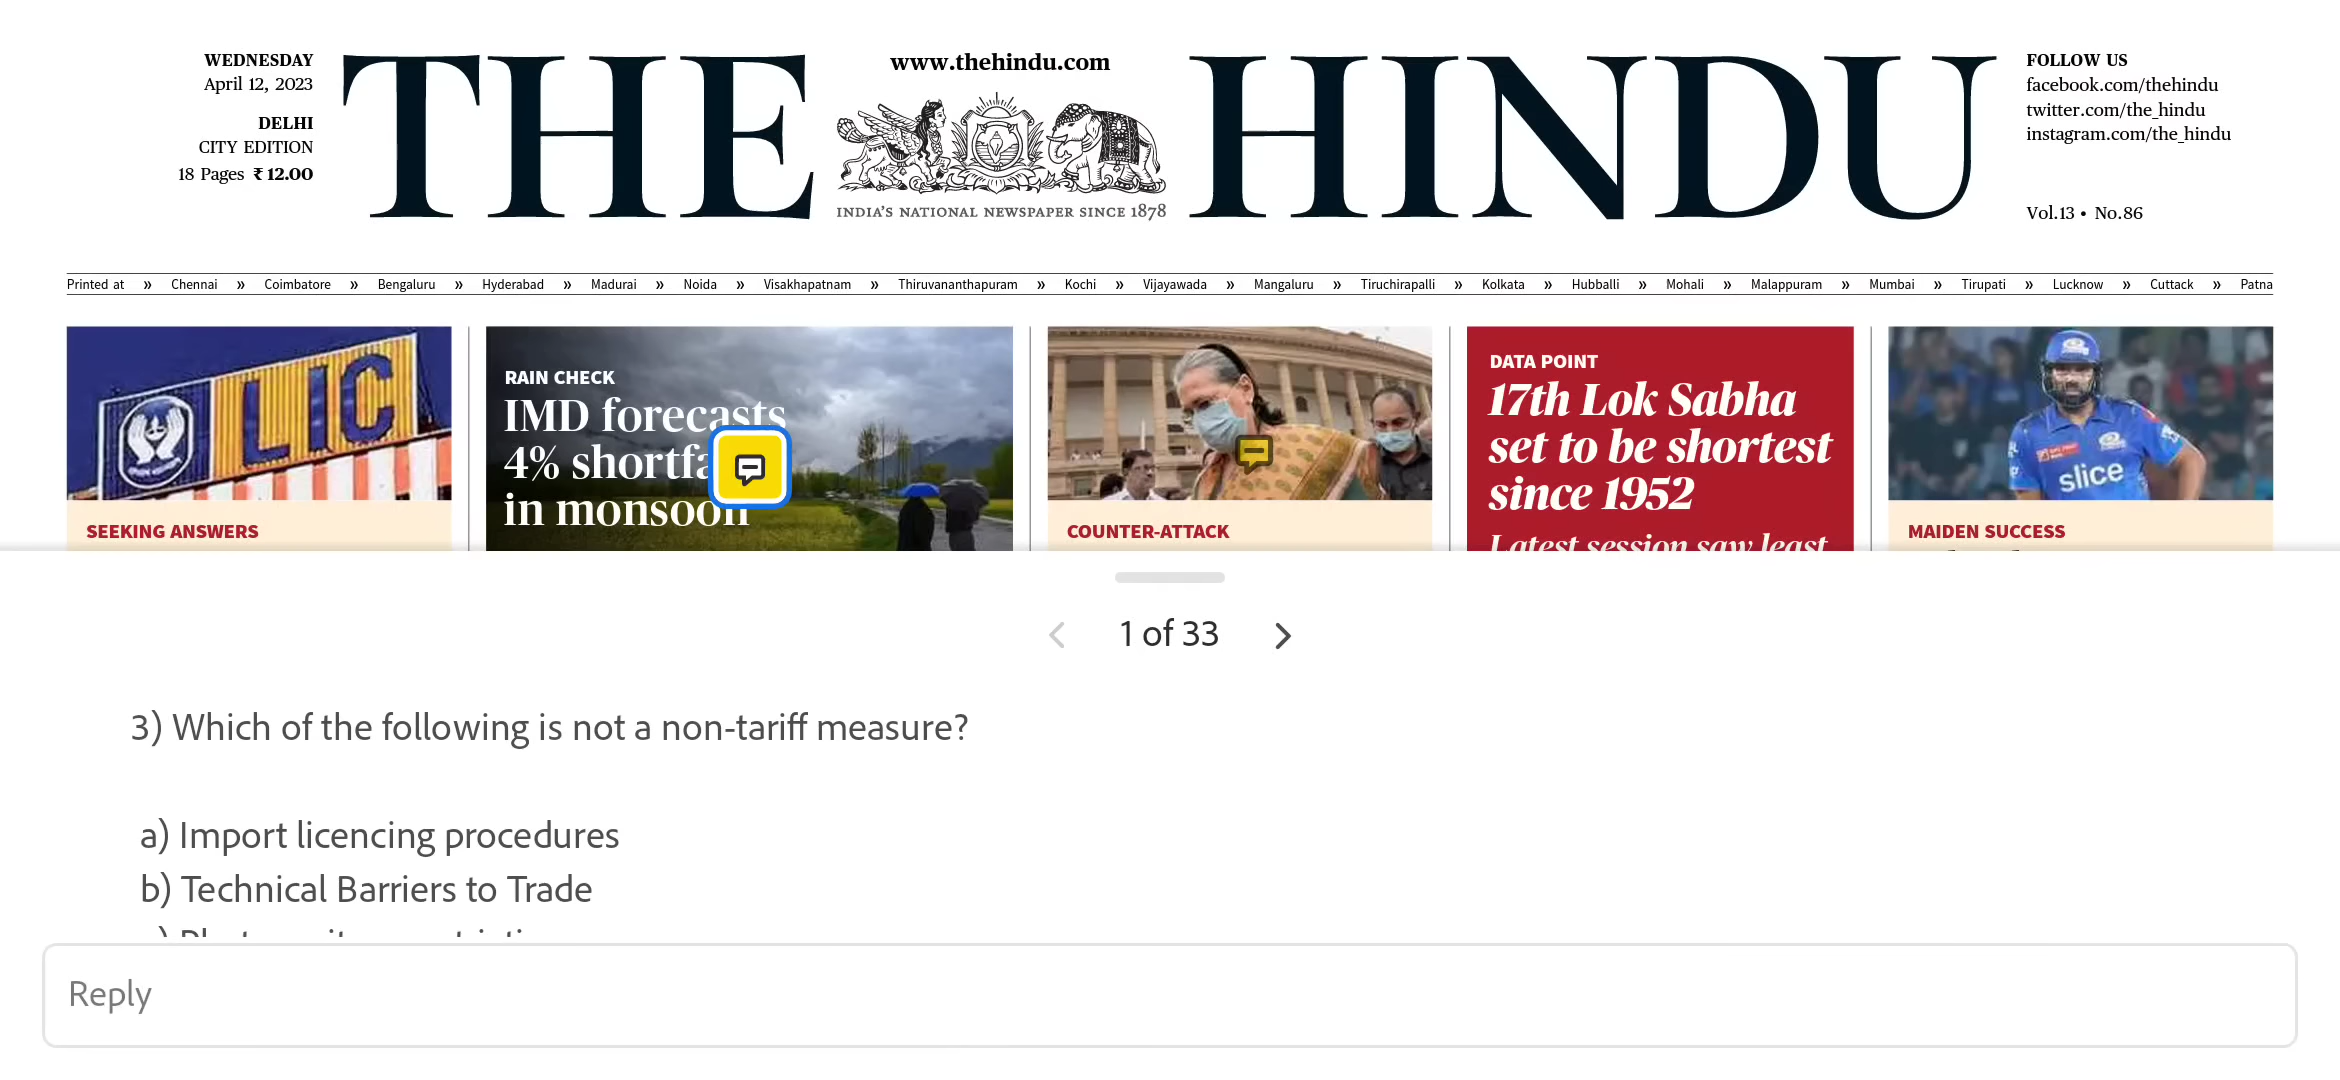 WEDNESDAY
April 12, 2023
DELHI
CITY EDITION
18 Pages ₹ 12.00
THE HINDU
www.thehindu.com
INDIA'S NATIONAL NEWSPAPER SINCE 1878
FOLLOW US
facebook.com/thehindu
twitter.com/the_hindu
instagram.com/the_hindu
Vol.13 • No.86
Printed at » Chennai » Coimbatore » Bengaluru » Hyderabad » Madurai » Noida » Visakhapatnam » Thiruvananthapuram » Kochi » Vijayawada » Mangaluru » Tiruchirapalli » Kolkata » Hubballi » Mohali » Malappuram » Mumbai » Tirupati » Lucknow » Cuttack » Patna
LIC
SEEKING ANSWERS
RAIN CHECK
IMD forecasts
4%
in monsoon
COUNTER-ATTACK
DATA POINT
17th Lok Sabha
set to be shortest
since 1952
Latest session saw least
slice
MAIDEN SUCCESS
1 of 33
3) Which of the following is not a non-tariff measure?
a) Import licencing procedures
b) Technical Barriers to Trade
Reply